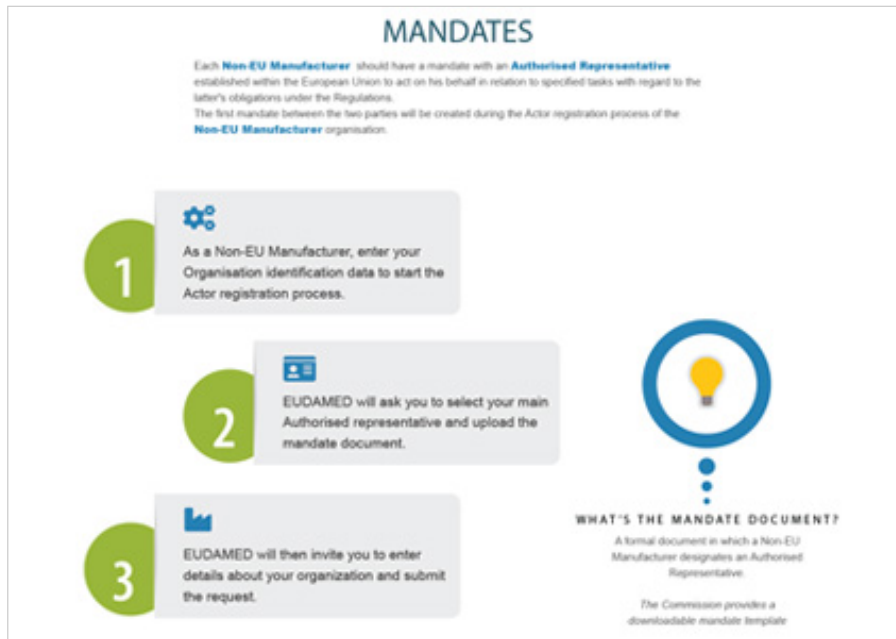 MANDATES
Each Non-EU Manufacturer should have a mandate with an Authorised Representative
established within the European Union to act on his behalf in relation to specified tasks with regard to the
latter's obligations under the Regulations.
The first mandate between the two parties will be created during the Actor registration process of the
Non-EU Manufacturer organisation.
1
As a Non-EU Manufacturer, enter your
Organisation identification data to start the
Actor registration process.
2
EUDAMED will ask you to select your main
Authorised representative and upload the
mandate document.
3
EUDAMED will then invite you to enter
details about your organization and submit
the request.
WHAT'S THE MANDATE DOCUMENT?
A formal document in which a Non-EU
Manufacturer designates an Authorised
Representative.
The Commission provides a
downloadable mandate template